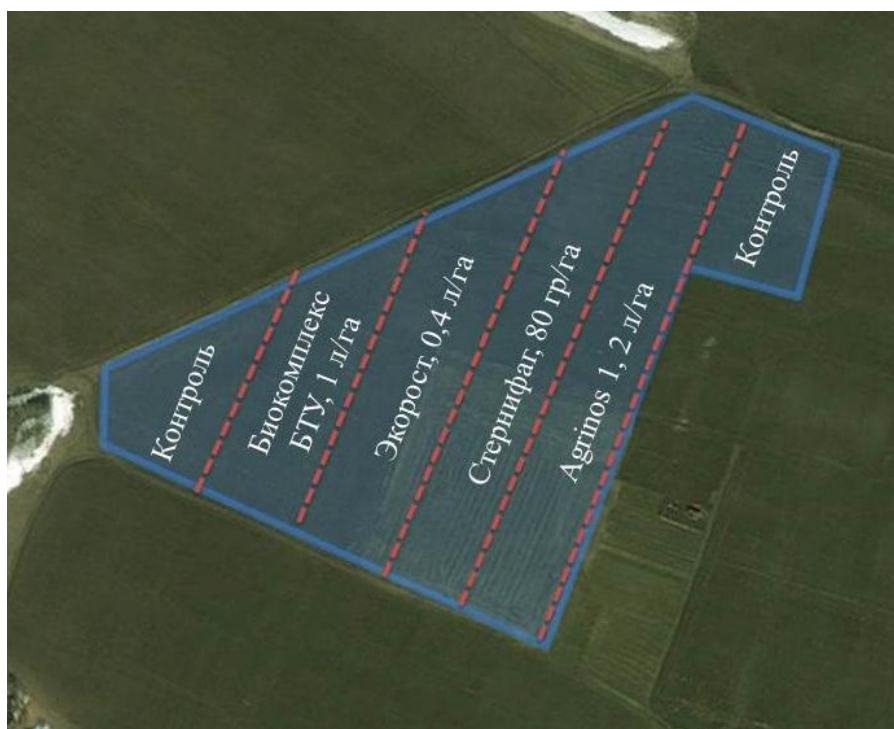 Контроль
Биокомплекс
БТУ, 1 л/га
Экорост, 0,4 л/га
Стернифаг, 80 гр/га
Agrinos 1, 2 л/га
Контроль